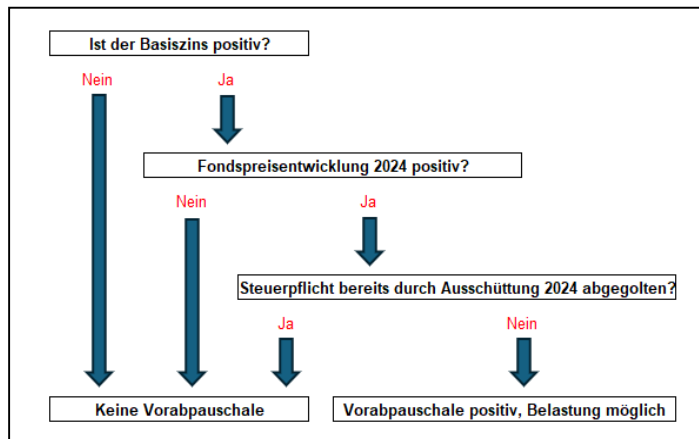 Ist der Basiszins positiv?
Nein
Ja
Fondspreisentwicklung 2024 positiv?
Nein
Ja
Steuerpflicht bereits durch Ausschüttung 2024 abgegolten?
Ja
Nein
Keine Vorabpauschale
Vorabpauschale positiv, Belastung möglich